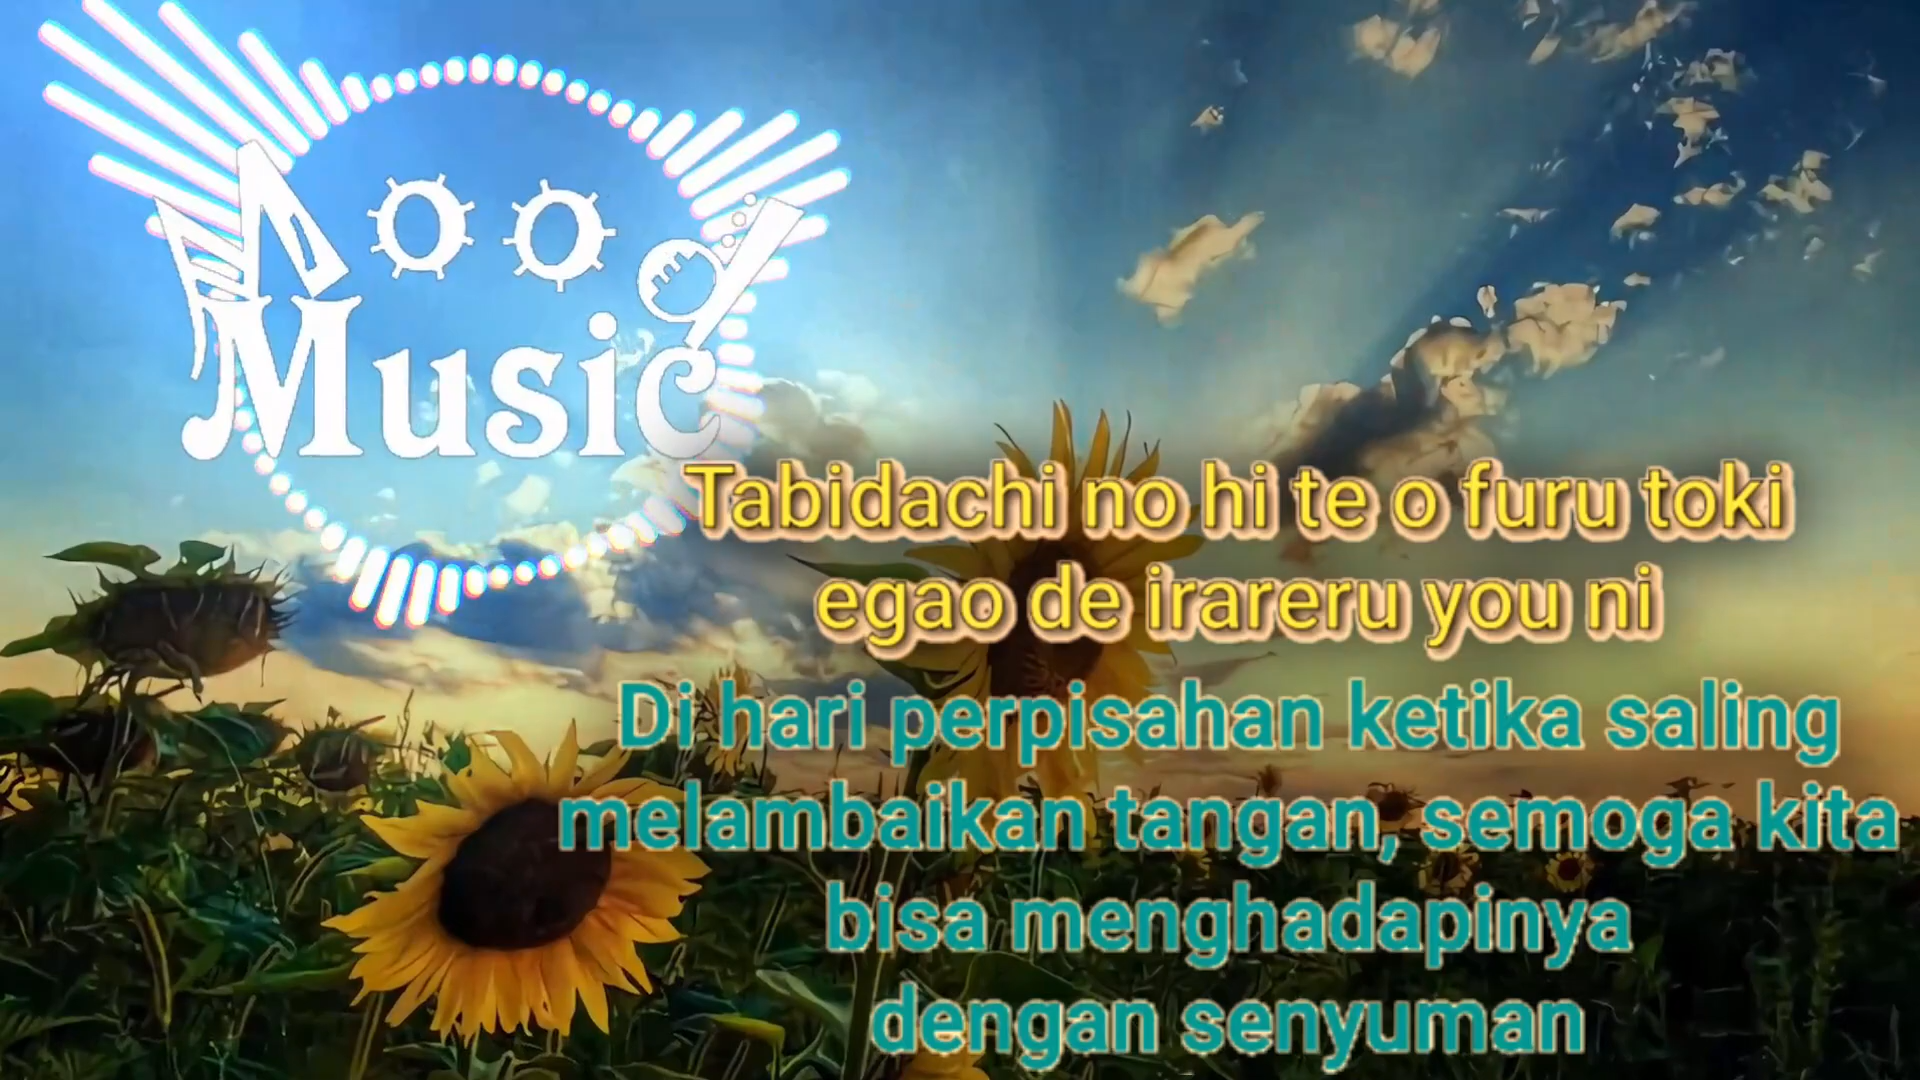 Mood
Music
Tabidachi no hi te o furu toki
egao de irareru you ni
Di hari perpisahan ketika saling
melambaikan tangan, semoga kita
bisa menghadapinya
dengan senyuman